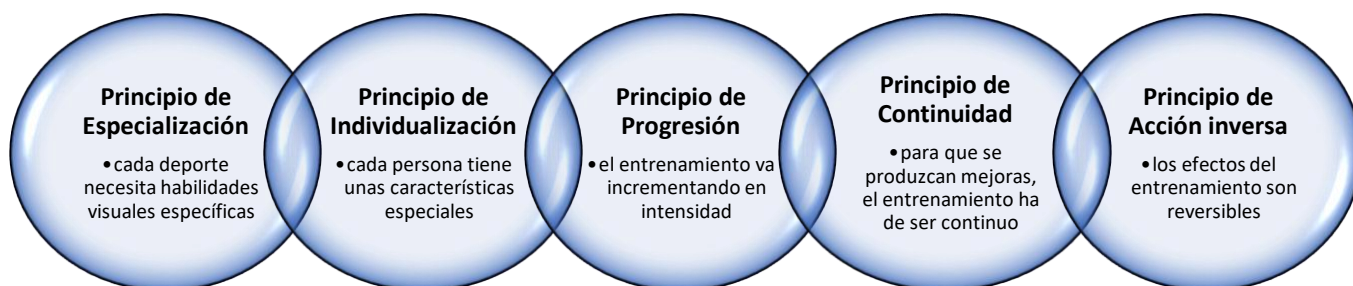 Principio de
Especialización
•cada deporte
necesita habilidades
visuales específicas
Principio de
Individualización
•cada persona tiene
unas características
especiales
Principio de
Progresión
•el entrenamiento va
incrementando en
intensidad
Principio de
Continuidad
•para que se
produzcan mejoras,
el entrenamiento ha
de ser continuo
Principio de
Acción inversa
•los efectos del
entrenamiento son
reversibles